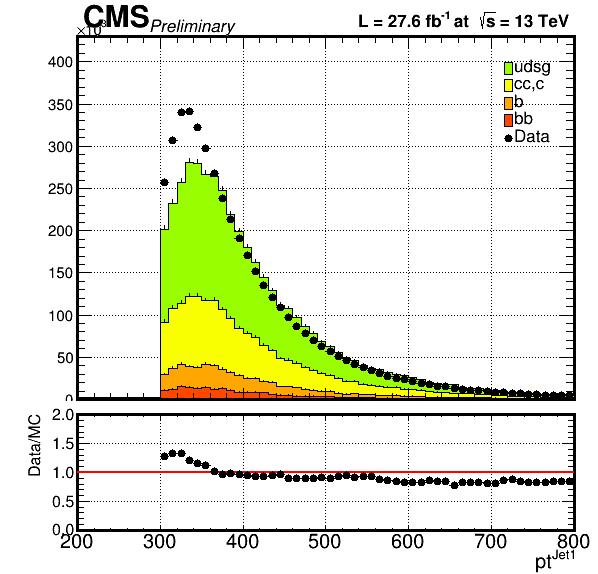 CMS Preliminary L = 27.6 fb⁻¹ at √s = 13 TeV
×10³
400
350
300
250
200
150
100
50
0
udsg
cc,c
b
bb
Data
Data/MC
2.0
1.5
1.0
0.5
0.0
200 300 400 500 600 700 800
pt^Jet1